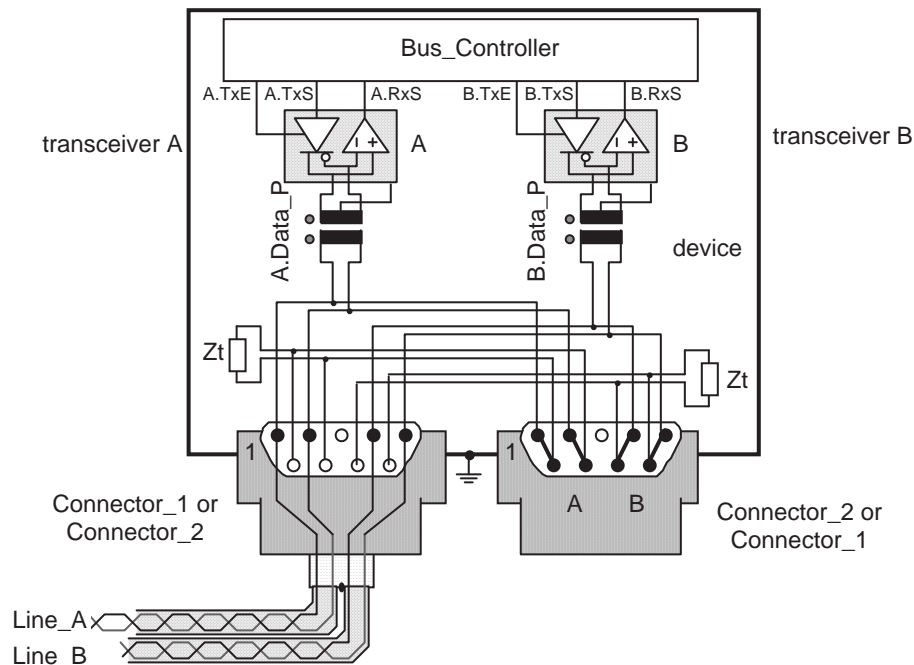 Bus_Controller
A.TxE
A.TxS
A.RxS
B.TxE
B.TxS
B.RxS
transceiver A
transceiver B
A
B
A.Data_P
B.Data_P
device
Zt
Zt
1
1
A
B
Connector_1 or
Connector_2
Connector_2 or
Connector_1
Line_A
Line_B